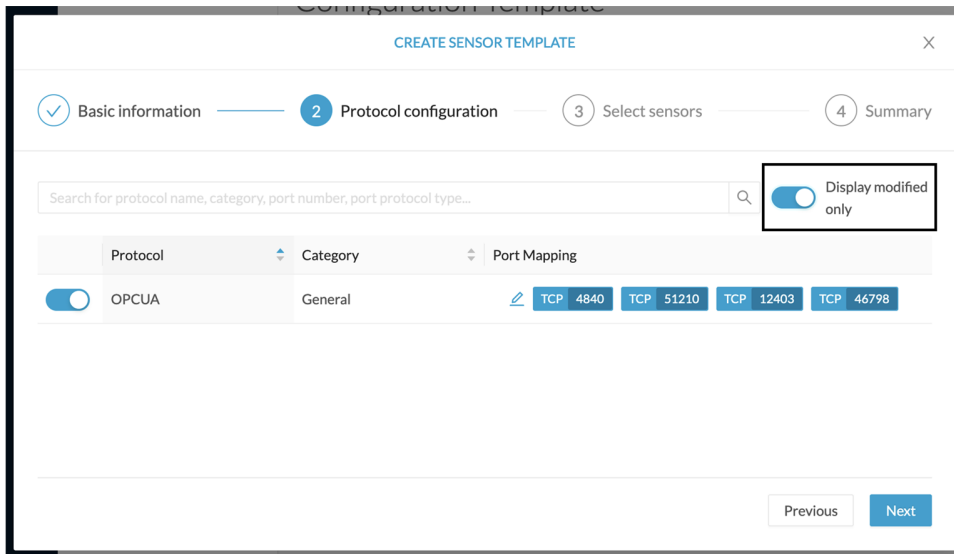 Configuration Template
CREATE SENSOR TEMPLATE
Basic information
2 Protocol configuration
3 Select sensors
4 Summary
Search for protocol name, category, port number, port protocol type...
Display modified
only
Protocol Category Port Mapping
OPCUA General TCP 4840 TCP 51210 TCP 12403 TCP 46798
Previous Next